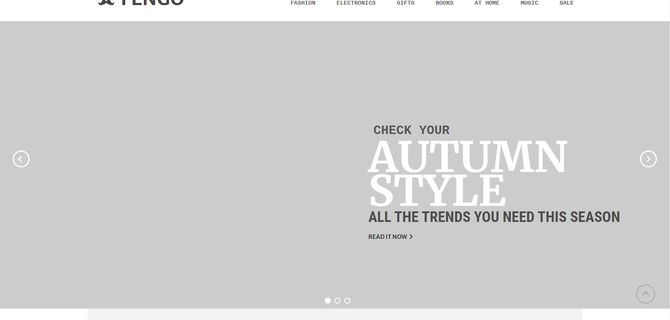 TENGO
FASHION ELECTRONICS GIFTS BOOKS AT HOME MUSIC SALE
CHECK YOUR
AUTUMN
STYLE
ALL THE TRENDS YOU NEED THIS SEASON
READ IT NOW